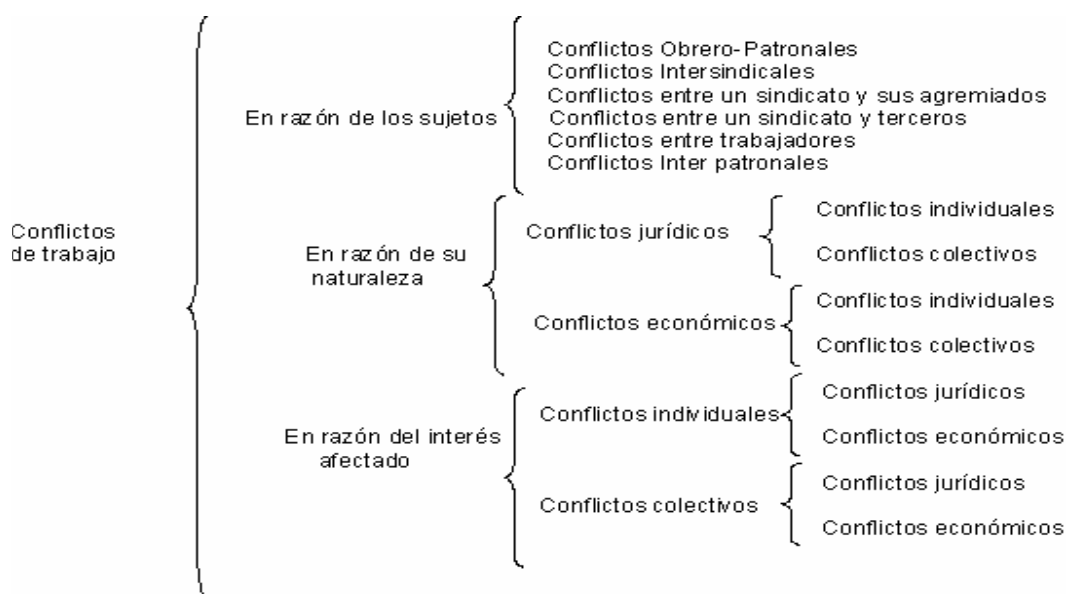 Conflictos
de trabajo
En razón de los sujetos
Conflictos Obrero-Patronales
Conflictos Intersindicales
Conflictos entre un sindicato y sus agremiados
Conflictos entre un sindicato y terceros
Conflictos entre trabajadores
Conflictos Inter patronales
En razón de su
naturaleza
Conflictos jurídicos
Conflictos individuales
Conflictos colectivos
Conflictos económicos
Conflictos individuales
Conflictos colectivos
En razón del interés
afectado
Conflictos individuales
Conflictos jurídicos
Conflictos económicos
Conflictos colectivos
Conflictos jurídicos
Conflictos económicos